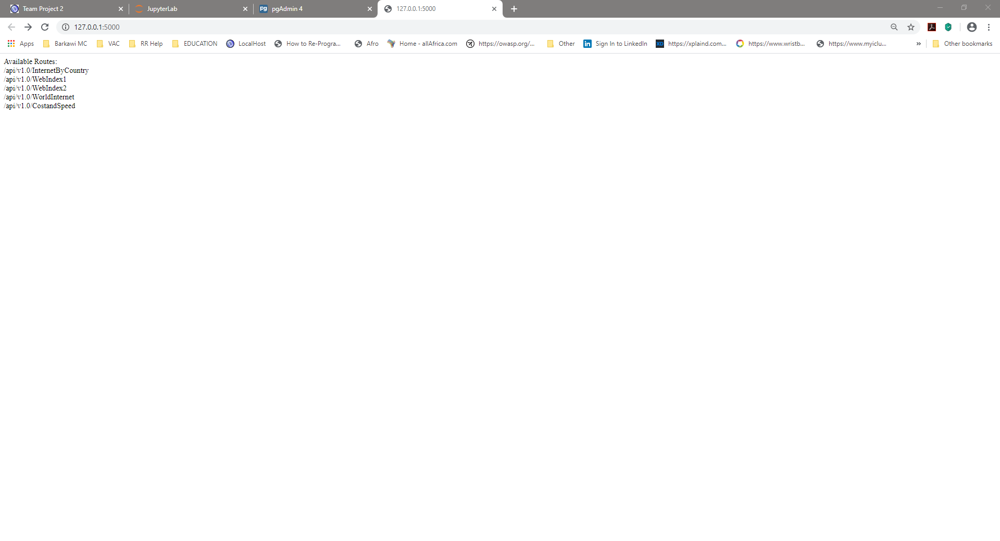 Team Project 2
JupyterLab
pgAdmin 4
127.0.0.1:5000
127.0.0.1:5000
Apps Barkawi MC VAC RR Help EDUCATION LocalHost How to Re-Progra... Afro Home - allAfrica.com https://owasp.org/... Other Sign In to LinkedIn https://xplaind.com... https://www.wristb... https://www.myiclu... » Other bookmarks
Available Routes:
/api/v1.0/InternetByCountry
/api/v1.0/WebIndex1
/api/v1.0/WebIndex2
/api/v1.0/WorldInternet
/api/v1.0/CostandSpeed